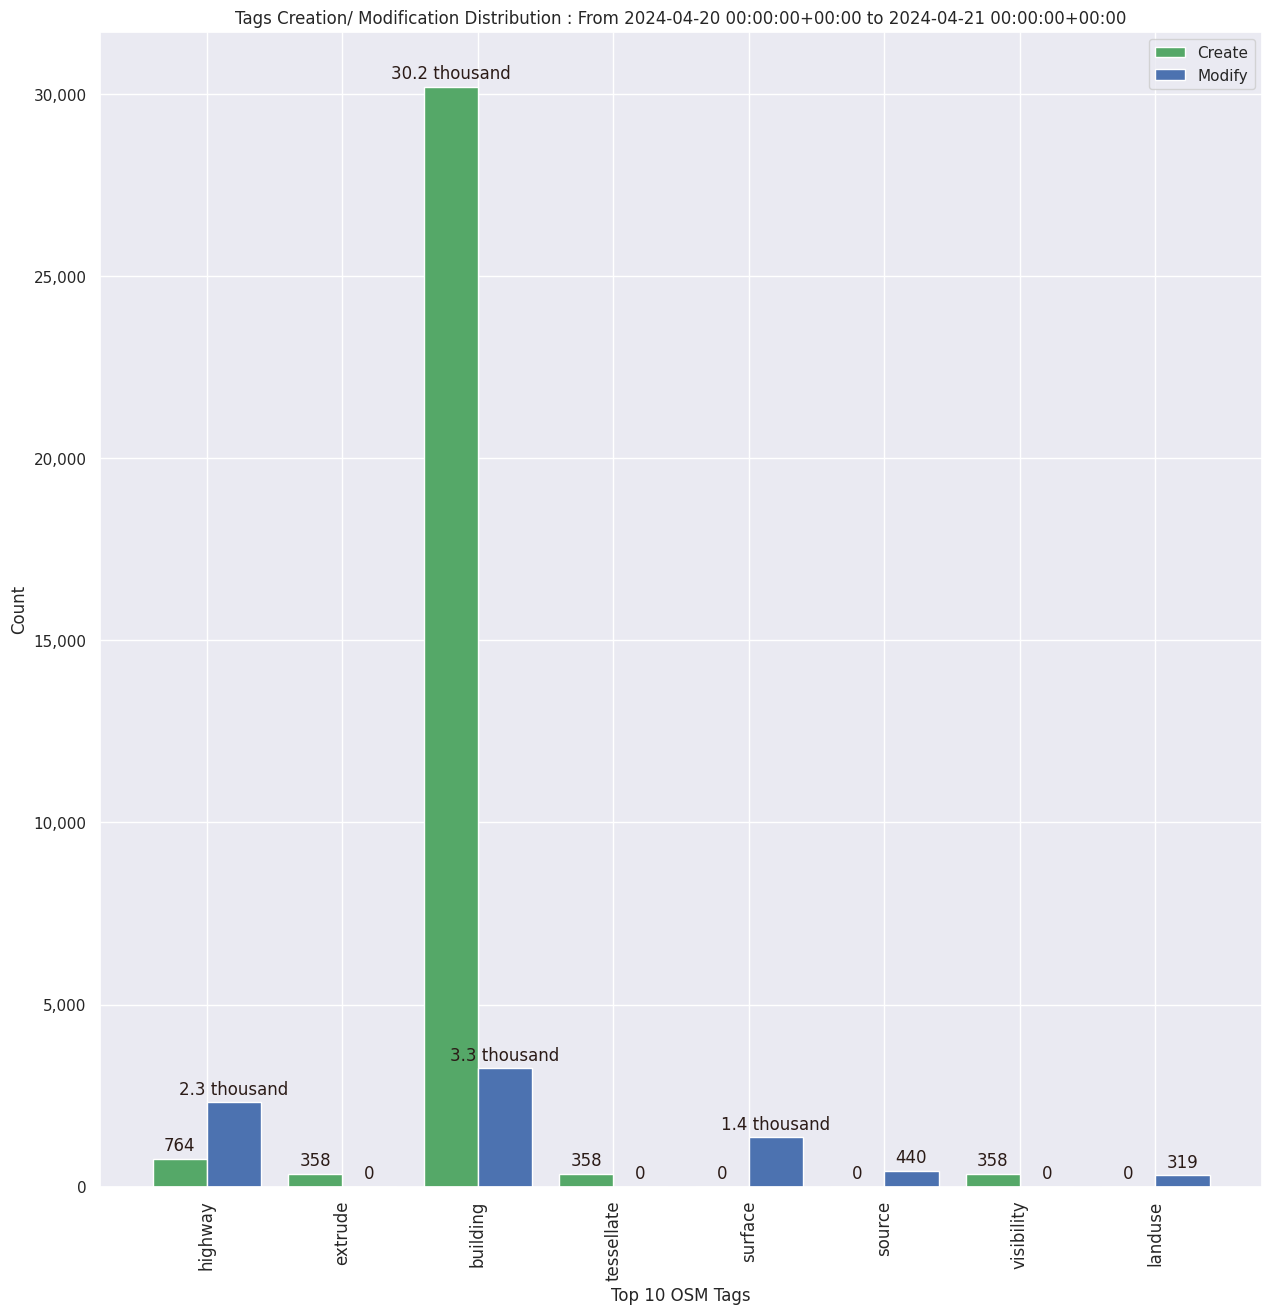 Tags Creation/ Modification Distribution : From 2024-04-20 00:00:00+00:00 to 2024-04-21 00:00:00+00:00
Create
Modify
30,000
25,000
20,000
15,000
10,000
5,000
0
Count
764
2.3 thousand
358
0
30.2 thousand
3.3 thousand
358
0
0
1.4 thousand
0
440
358
0
0
319
highway
extrude
building
tessellate
surface
source
visibility
landuse
Top 10 OSM Tags